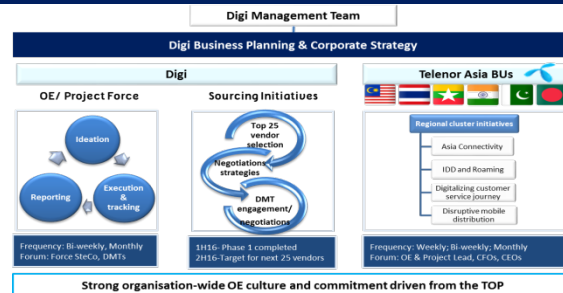 Digi Management Team
Digi Business Planning & Corporate Strategy
Digi
Telenor Asia BUs
OE/ Project Force
Sourcing Initiatives
Ideation
Reporting
Execution
&
tracking
Frequency: Bi-weekly, Monthly
Forum: Force SteCo, DMTs
Top 25
vendor
selection
Negotiations
strategies
DMT
engagement/
negotiations
1H16- Phase 1 completed
2H16-Target for next 25 vendors
Regional cluster initiatives
Asia Connectivity
IDD and Roaming
Digitalizing customer
service journey
Disruptive mobile
distribution
Frequency: Weekly; Bi-weekly; Monthly
Forum: OE & Project Lead, CFOs, CEOs
Strong organisation-wide OE culture and commitment driven from the TOP